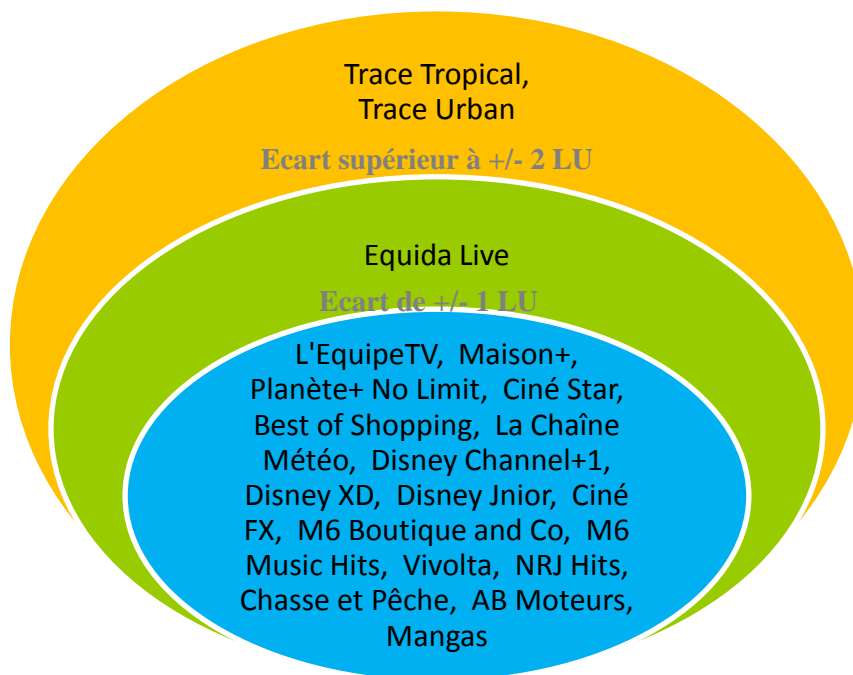 Trace Tropical,
Trace Urban
Ecart supérieur à +/- 2 LU
Equida Live
Ecart de +/- 1 LU
L'EquipeTV, Maison+,
Planète+ No Limit, Ciné Star,
Best of Shopping, La Chaîne
Météo, Disney Channel+1,
Disney XD, Disney Jnior, Ciné
FX, M6 Boutique and Co, M6
Music Hits, Vivolta, NRJ Hits,
Chasse et Pêche, AB Moteurs,
Mangas